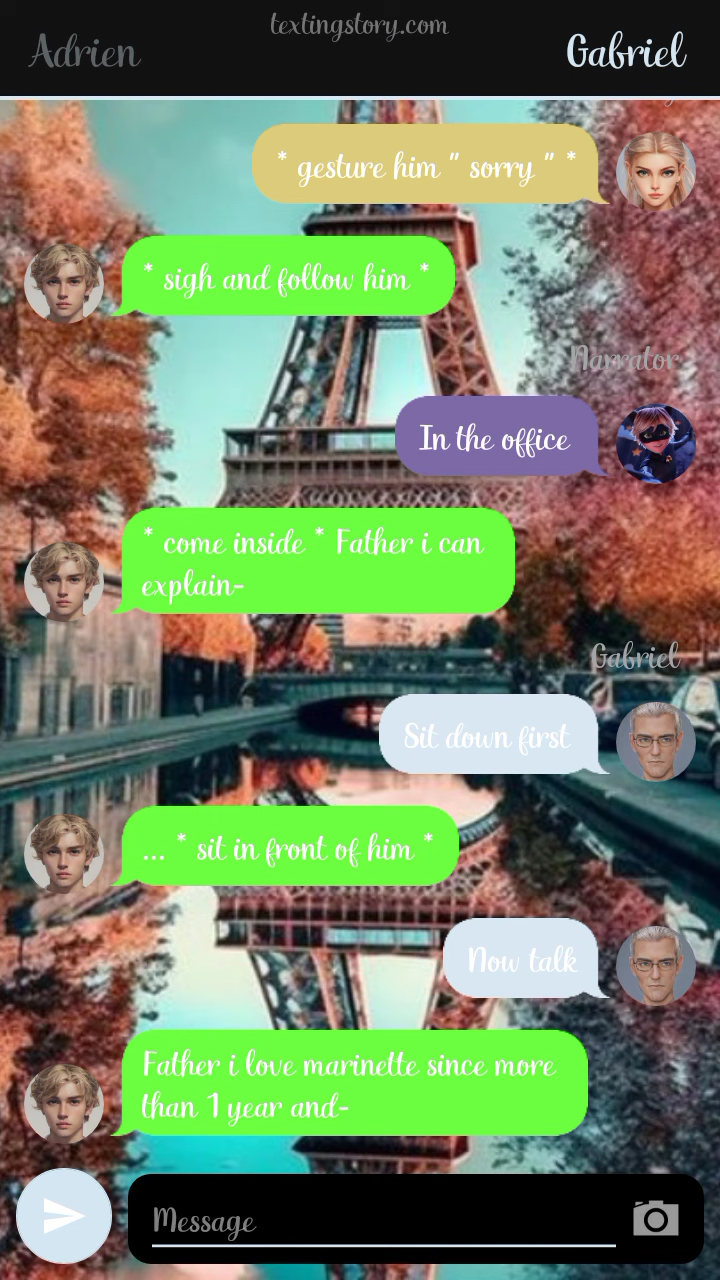 textingstory.com
Adrien
Gabriel
* gesture him " sorry " *
* sigh and follow him *
Narrator
In the office
* come inside * Father i can
explain-
Gabriel
Sit down first
... * sit in front of him *
Now talk
Father i love marinette since more
than 1 year and-
Message